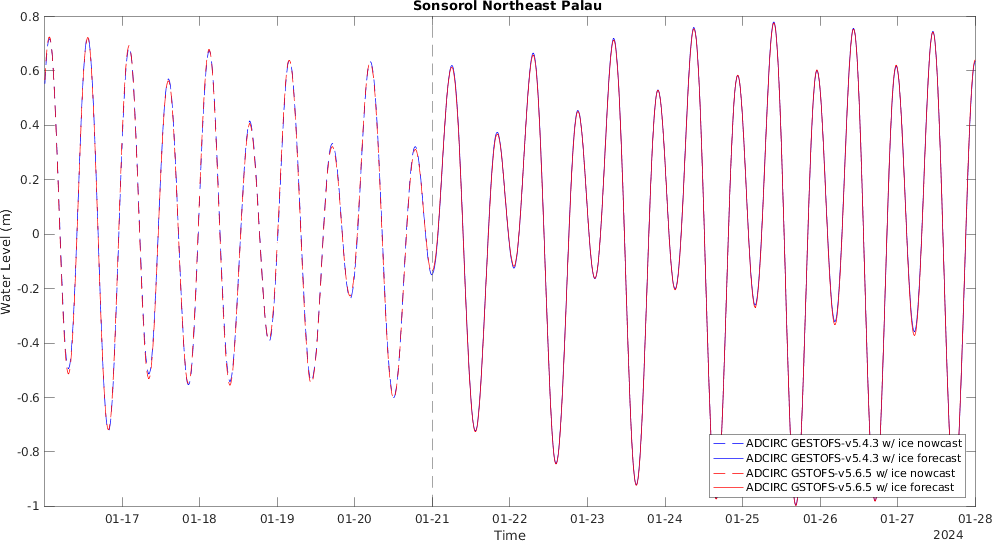 Sonsorol Northeast Palau
0.8
0.6
0.4
0.2
0
-0.2
-0.4
-0.6
-0.8
-1
Water Level (m)
ADCIRC GESTOFS-v5.4.3 w/ ice nowcast
ADCIRC GESTOFS-v5.4.3 w/ ice forecast
ADCIRC GSTOFS-v5.6.5 w/ ice nowcast
ADCIRC GSTOFS-v5.6.5 w/ ice forecast
01-17 01-18 01-19 01-20 01-21 01-22 01-23 01-24 01-25 01-26 01-27 01-28
Time
2024